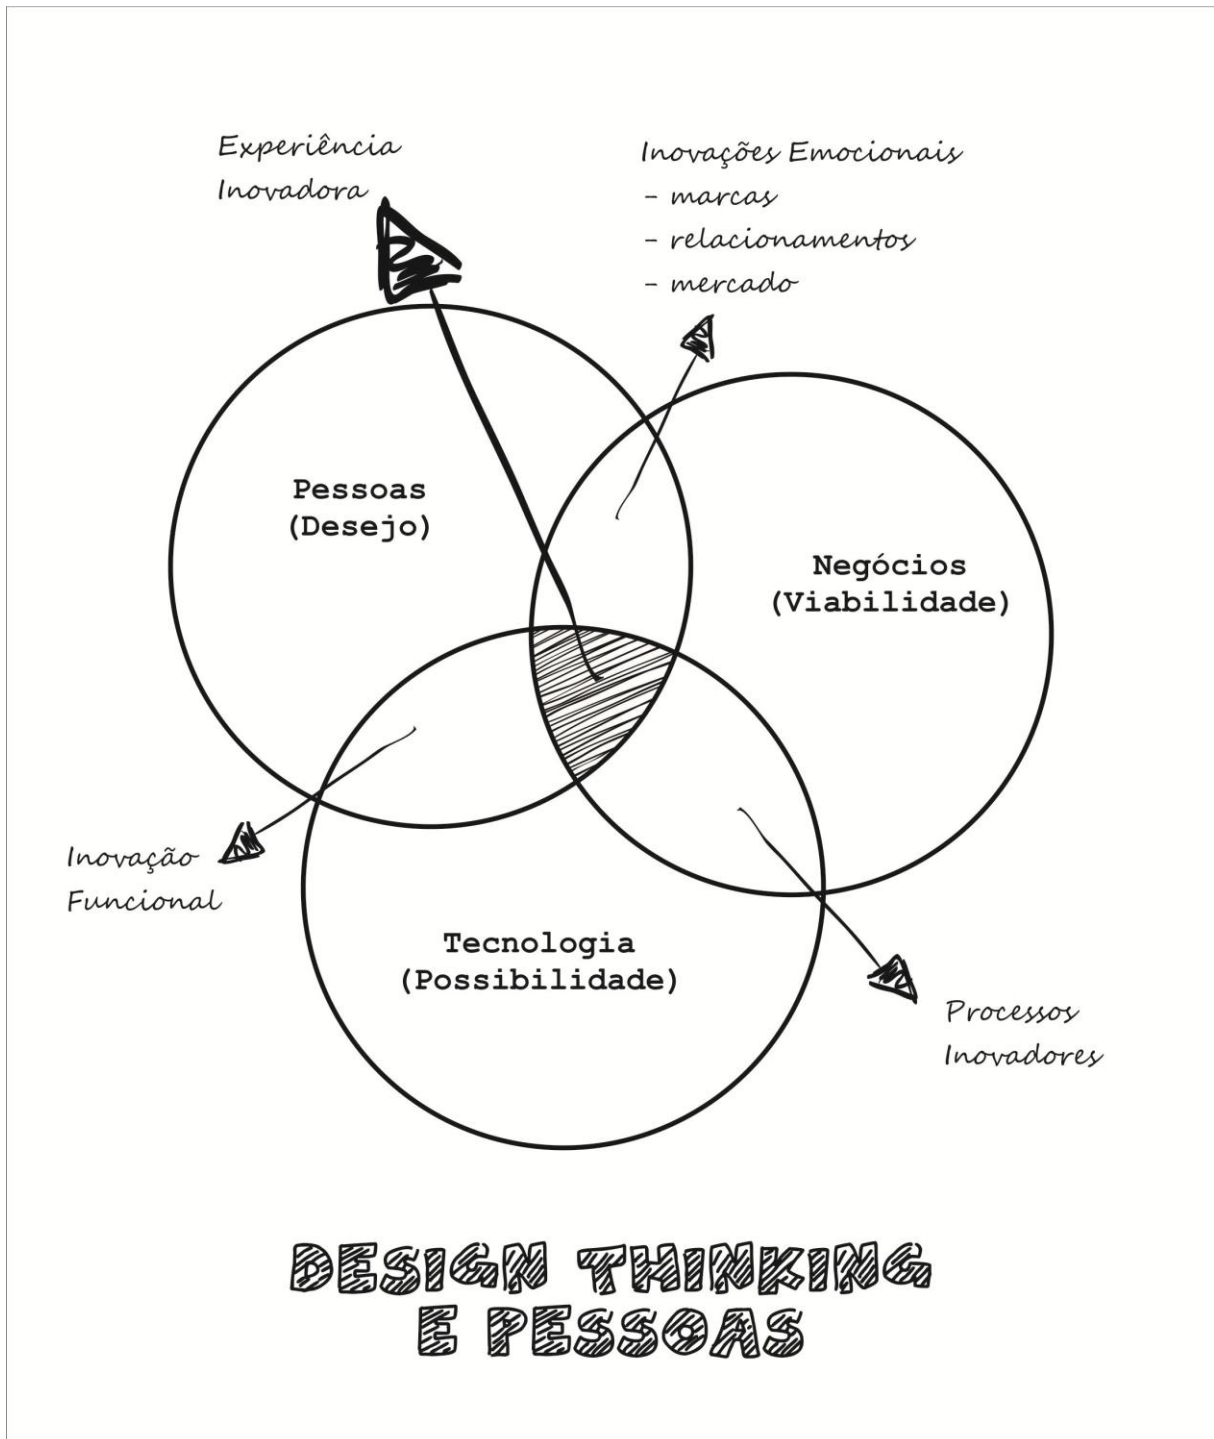 Experiência
Inovadora
Inovações Emocionais
- marcas
- relacionamentos
- mercado
Pessoas
(Desejo)
Negócios
(Viabilidade)
Inovação
Funcional
Tecnologia
(Possibilidade)
Processos
Inovadores
DESIGN THINKING
E PESSOAS